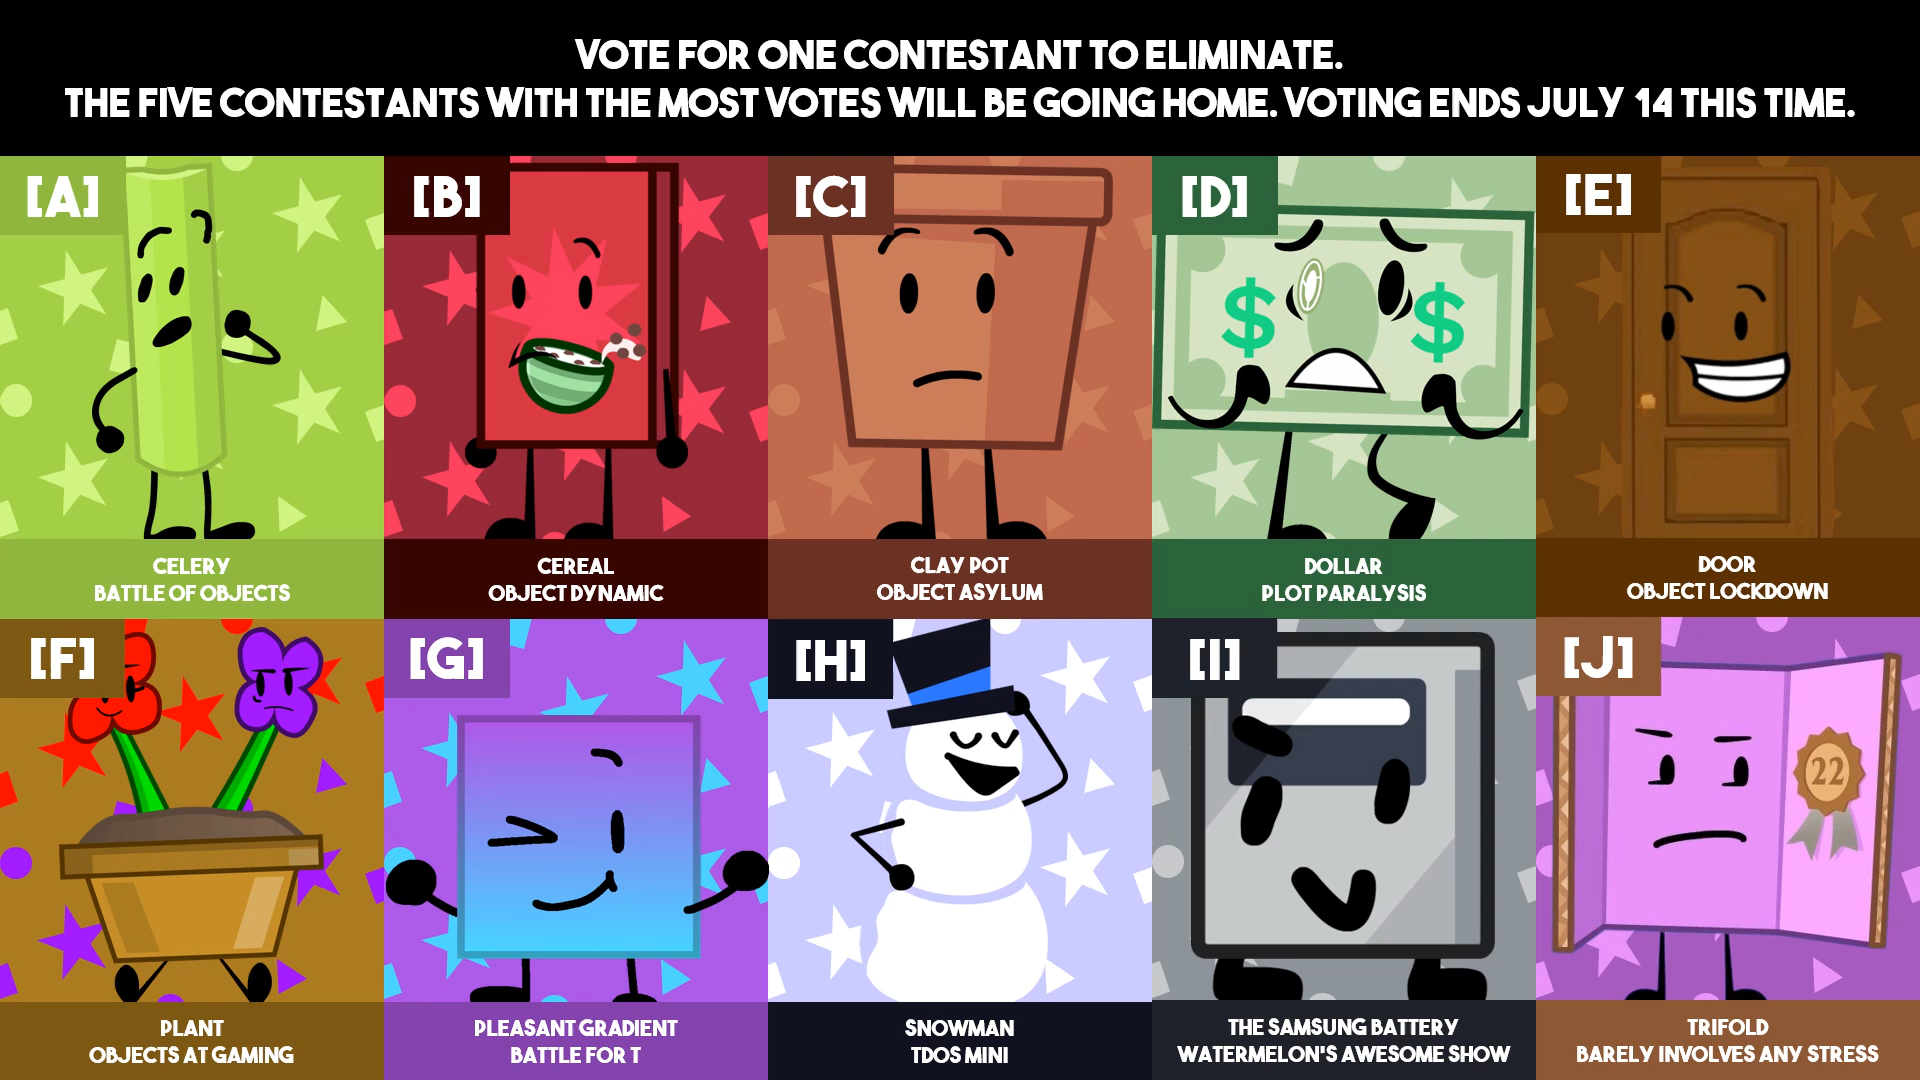 VOTE FOR ONE CONTESTANT TO ELIMINATE.
THE FIVE CONTESTANTS WITH THE MOST VOTES WILL BE GOING HOME. VOTING ENDS JULY 14 THIS TIME.
[A]
CELERY
BATTLE OF OBJECTS
[B]
CEREAL
OBJECT DYNAMIC
[C]
CLAY POT
OBJECT ASYLUM
[D]
$ $
DOLLAR
PLOT PARALYSIS
[E]
DOOR
OBJECT LOCKDOWN
[F]
PLANT
OBJECTS AT GAMING
[G]
PLEASANT GRADIENT
BATTLE FOR T
[H]
SNOWMAN
TDOS MINI
[I]
THE SAMSUNG BATTERY
WATERMELON'S AWESOME SHOW
[J]
22
TRIFOLD
BARELY INVOLVES ANY STRESS